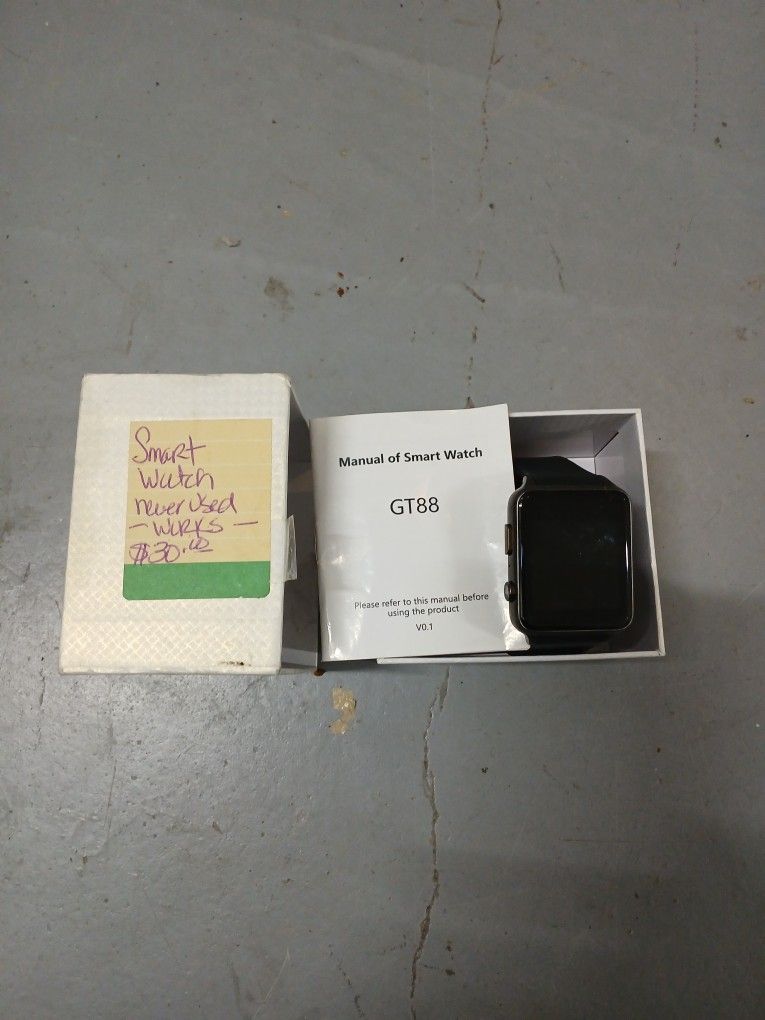 Smart
Watch
never used
- WORKS -
$30.00
Manual of Smart Watch
GT88
Please refer to this manual before
using the product
V0.1